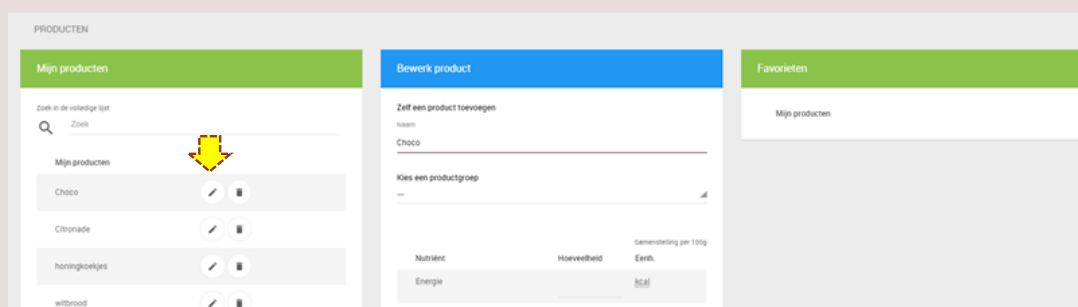 PRODUCTEN
Mijn producten
Zoek in de volledige lijst
Zoek
Mijn producten
Choco
Citronade
honingkoekjes
witbrood
Bewerk product
Zelf een product toevoegen
Naam
Choco
Kies een productgroep
—
Samenstelling per 100g
Nutriënt Hoeveelheid Eenh.
Energie kcal
Favorieten
Mijn producten